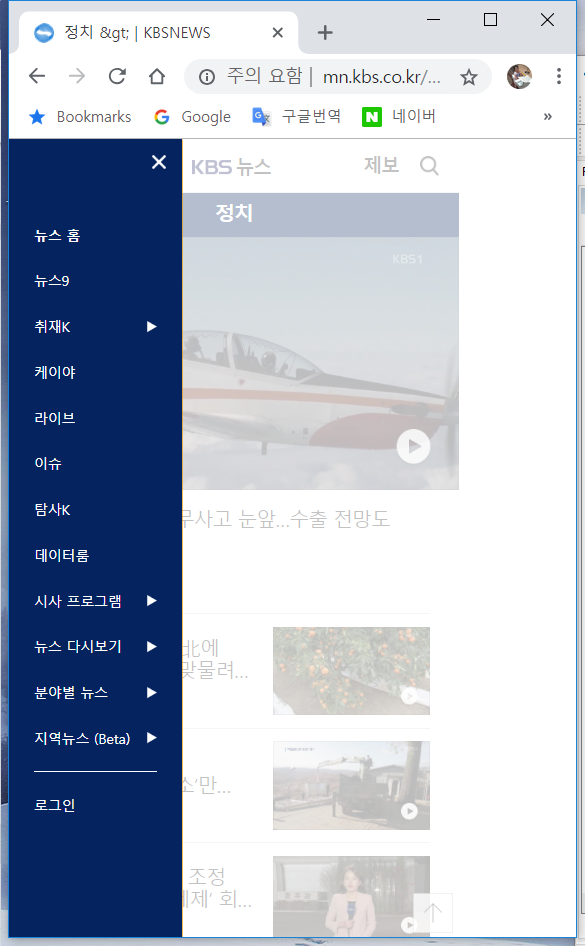 정치 &gt; | KBSNEWS
주의 요함 | mn.kbs.co.kr/...
Bookmarks Google 구글번역 네이버 »
KBS 뉴스 제보
정치
KBS1
뉴스 홈
뉴스9
취재K
케이야
라이브
이슈
탐사K
데이터룸
시사 프로그램
뉴스 다시보기
분야별 뉴스
지역뉴스 (Beta)
로그인
무사고 눈앞...수출 전망도
北에
맞물려...
소'만...
조정
제' 회...